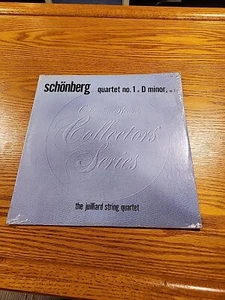 schönberg quartet no. 1. D minor,
Collectors'
Series
the juilliard string quartet